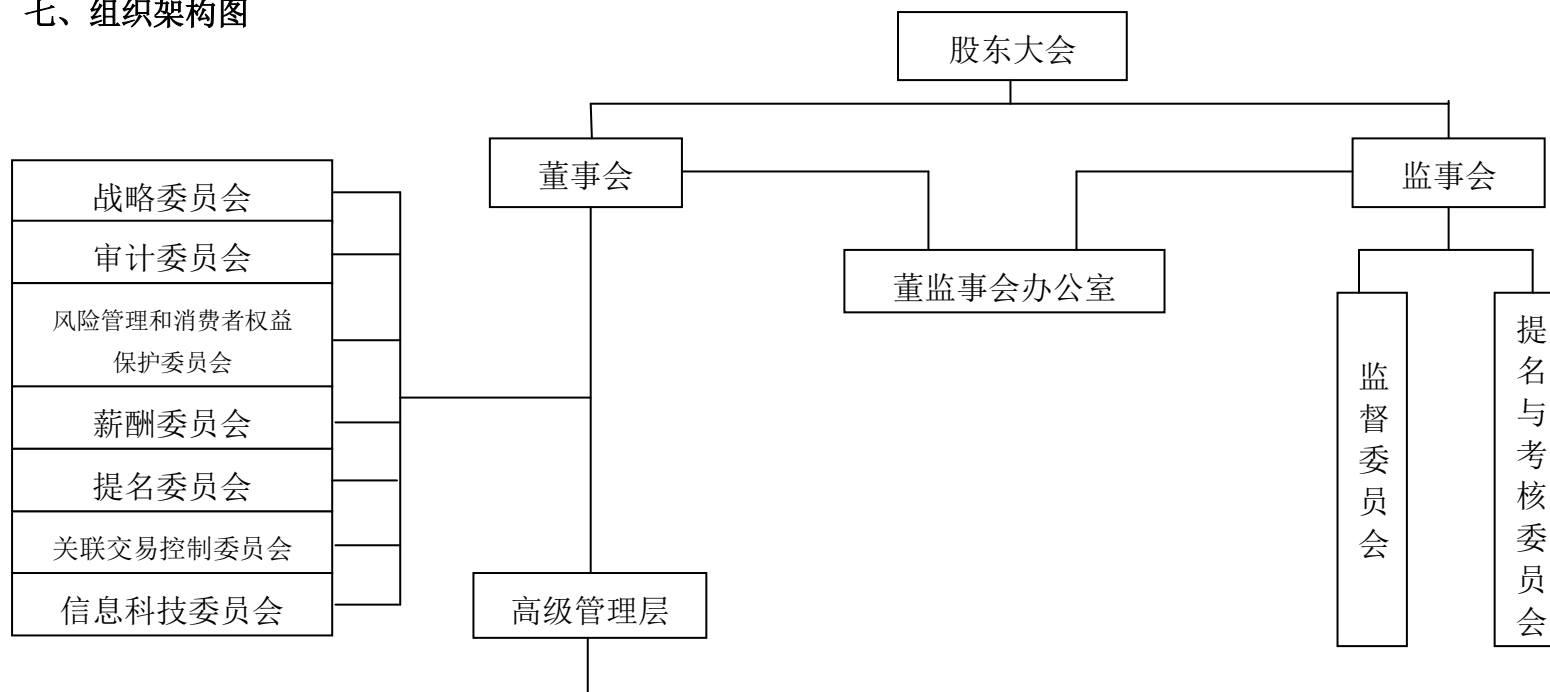 七、组织架构图
股东大会
董事会
监事会
战略委员会
审计委员会
风险管理和消费者权益
保护委员会
薪酬委员会
提名委员会
关联交易控制委员会
信息科技委员会
董监事会办公室
高级管理层
监督委员会
提名与考核委员会